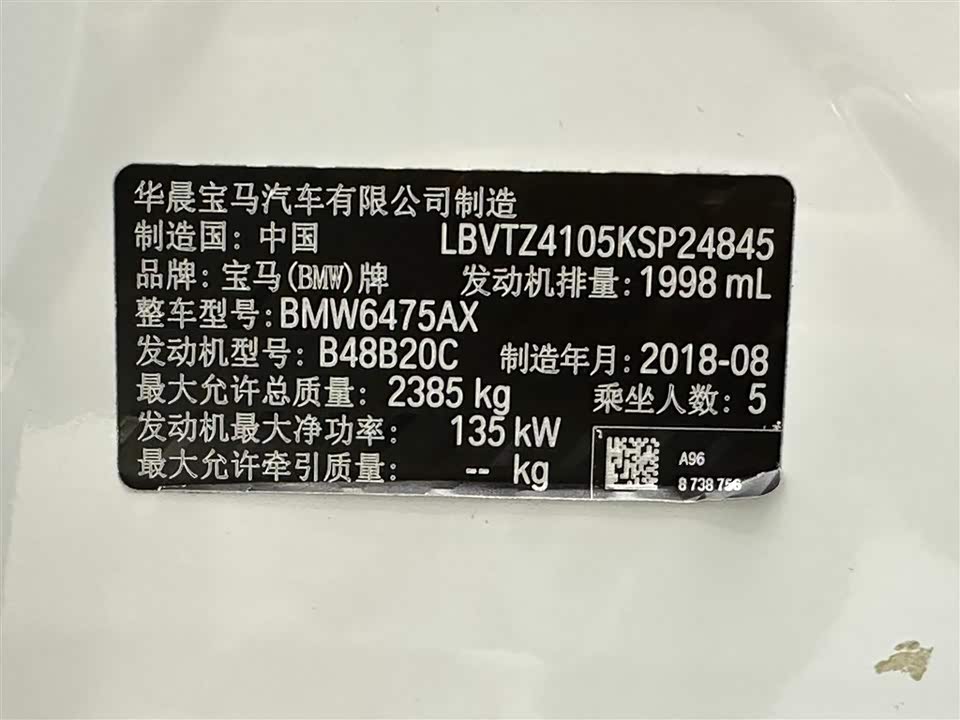 华晨宝马汽车有限公司制造
制造国：中国 LBVTZ4105KSP24845
品牌：宝马(BMW)牌 发动机排量：1998 mL
整车型号：BMW6475AX
发动机型号：B48B20C 制造年月：2018-08
最大允许总质量：2385 kg 乘坐人数：5
发动机最大净功率：135 kW
最大允许牵引质量：-- kg
A96
8 738 756